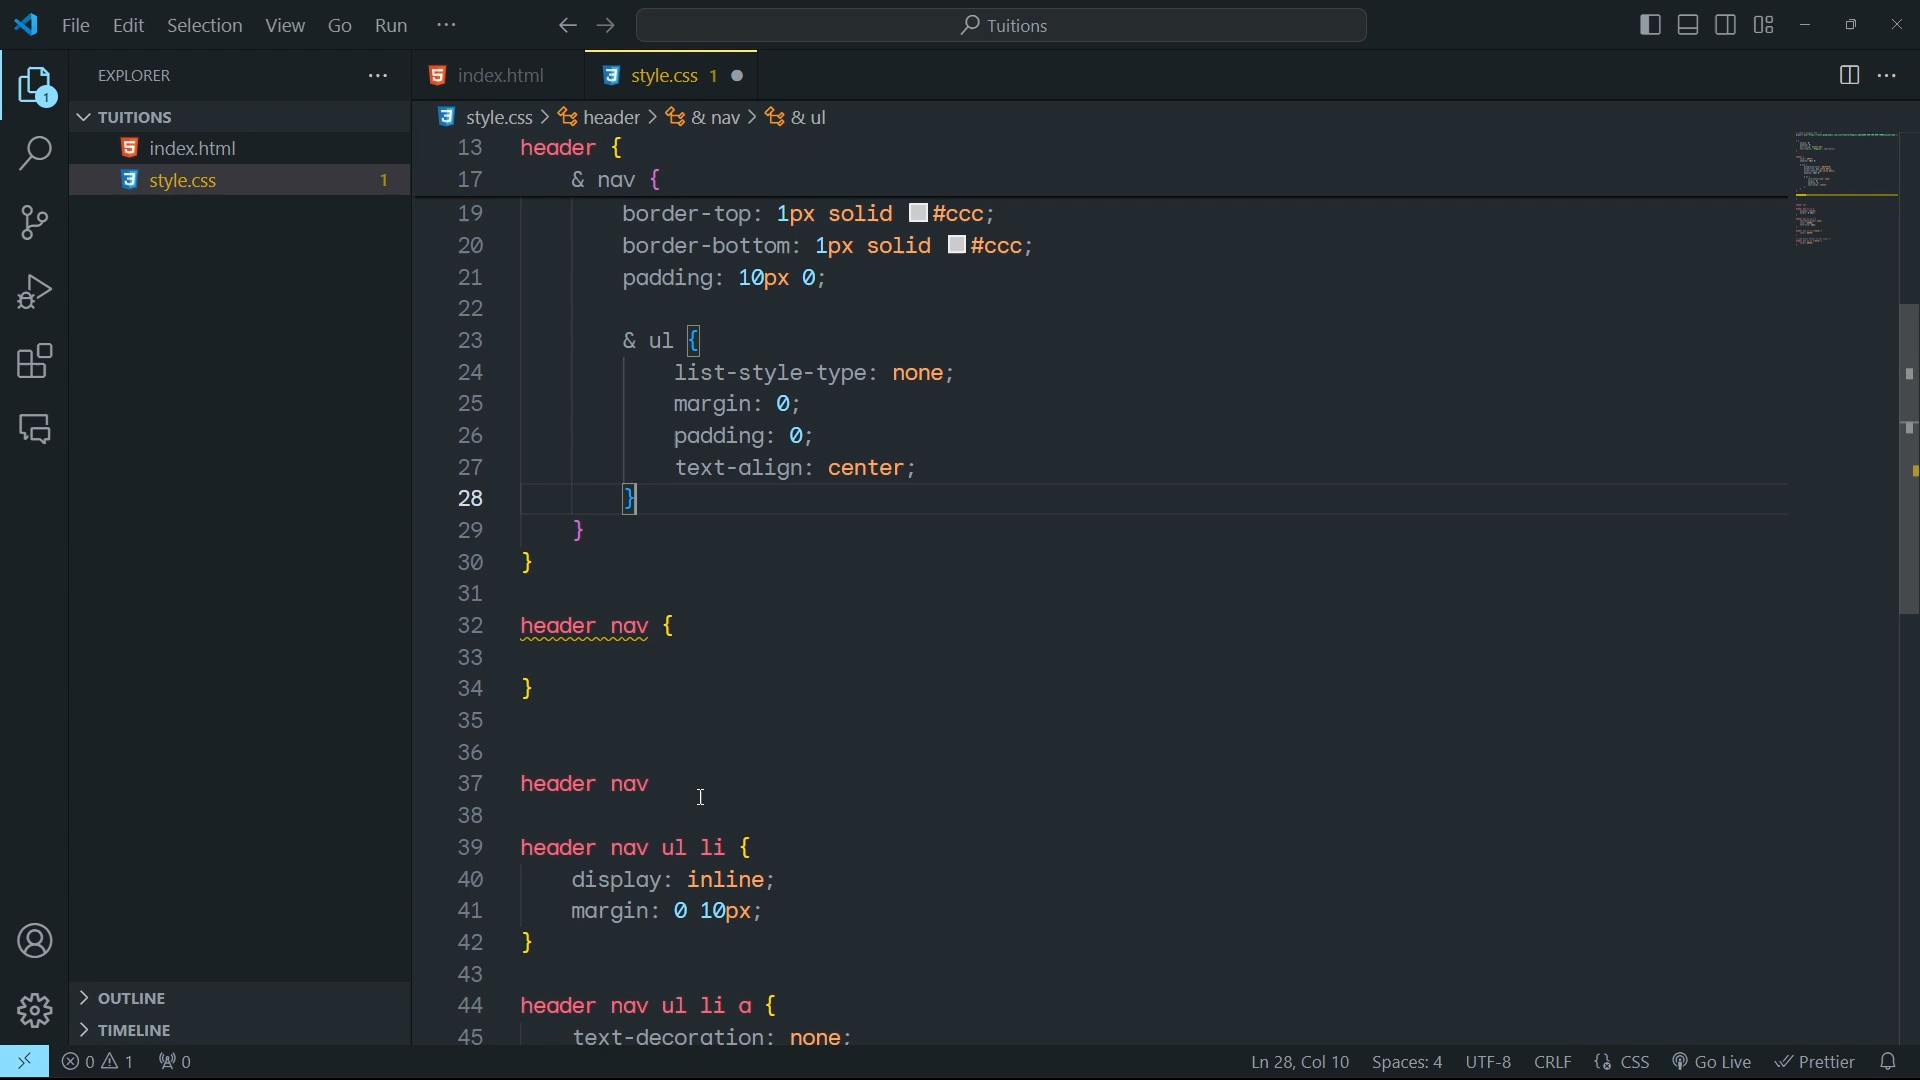 File Edit Selection View Go Run ··· Tuitions
EXPLORER ···
index.html
style.css 1
1
TUITIONS
index.html
style.css 1
style.css > header > & nav > & ul
13 header {
17 & nav {
19 border-top: 1px solid #ccc;
20 border-bottom: 1px solid #ccc;
21 padding: 10px 0;
22
23 & ul {
24 list-style-type: none;
25 margin: 0;
26 padding: 0;
27 text-align: center;
28 }
29 }
30 }
31
32 header nav {
33
34 }
35
36
37 header nav
38
39 header nav ul li {
40 display: inline;
41 margin: 0 10px;
42 }
43
44 header nav ul li a {
45 text-decoration: none;
OUTLINE
TIMELINE
0 1 0 Ln 28, Col 10 Spaces: 4 UTF-8 CRLF {} CSS Go Live Prettier